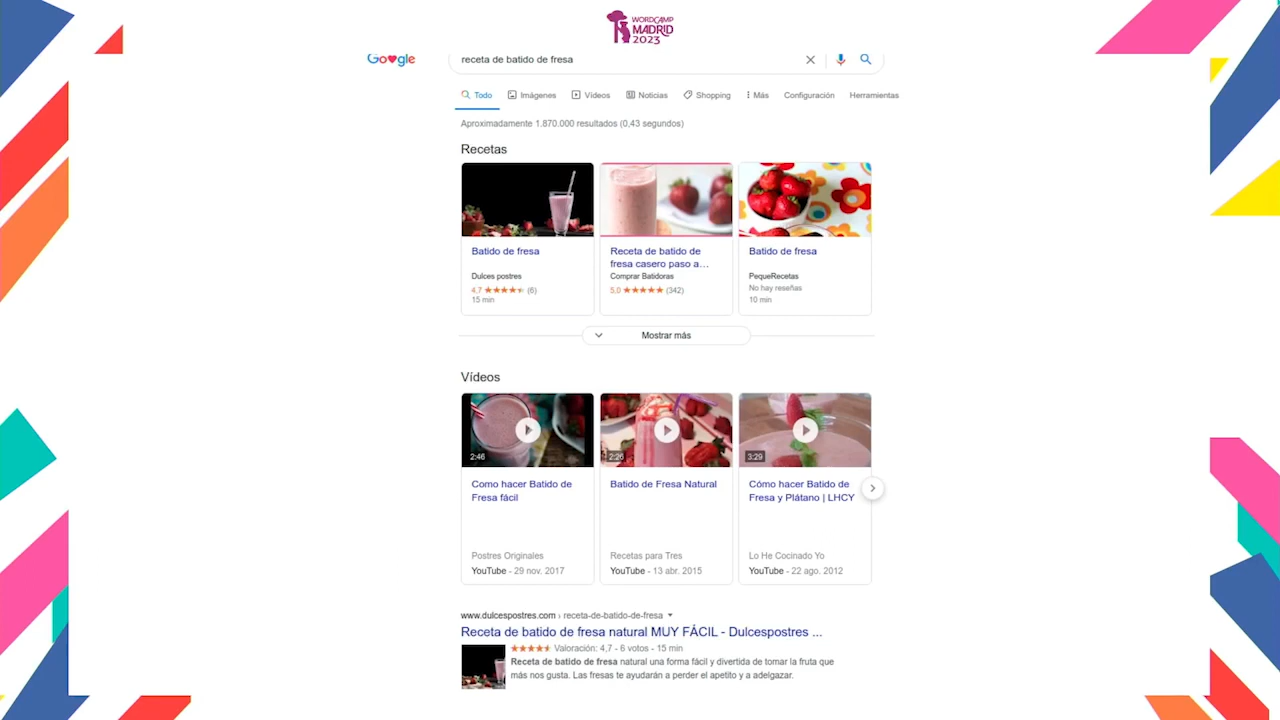 WORDCAMP
MADRID
2023
Google
receta de batido de fresa
Todo Imágenes Vídeos Noticias Shopping Más Configuración Herramientas
Aproximadamente 1.870.000 resultados (0,43 segundos)
Recetas
Batido de fresa
Dulces postres
4,7 (6)
15 min
Receta de batido de
fresa casero paso a…
Comprar Batidoras
5,0 (342)
Batido de fresa
PequeRecetas
No hay reseñas
10 min
Mostrar más
Vídeos
2:46
Como hacer Batido de
Fresa fácil
Postres Originales
YouTube - 29 nov. 2017
2:26
Batido de Fresa Natural
Recetas para Tres
YouTube - 13 abr. 2015
3:29
Cómo hacer Batido de
Fresa y Plátano | LHCY
Lo He Cocinado Yo
YouTube - 22 ago. 2012
www.dulcespostres.com › receta-de-batido-de-fresa
Receta de batido de fresa natural MUY FÁCIL - Dulcespostres ...
Valoración: 4,7 - 6 votos - 15 min
Receta de batido de fresa natural una forma fácil y divertida de tomar la fruta que
más nos gusta. Las fresas te ayudarán a perder el apetito y a adelgazar.